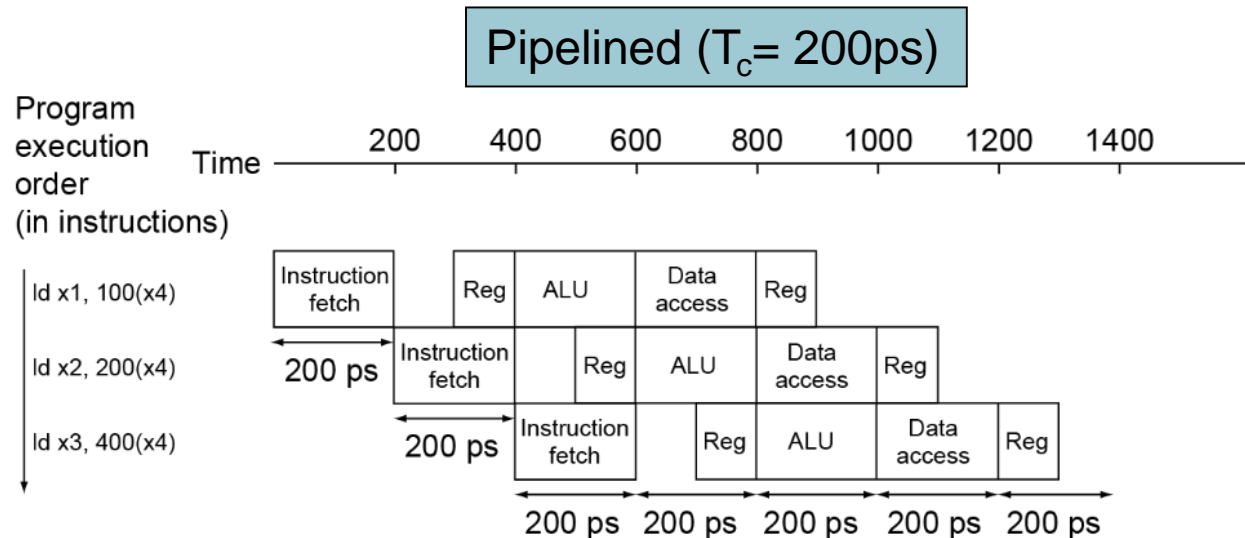 Pipelined (Tc= 200ps)
Program
execution
order
(in instructions)
Time
200 400 600 800 1000 1200 1400
ld x1, 100(x4)
Instruction
fetch
Reg
ALU
Data
access
Reg
200 ps
ld x2, 200(x4)
Instruction
fetch
Reg
ALU
Data
access
Reg
200 ps
ld x3, 400(x4)
Instruction
fetch
Reg
ALU
Data
access
Reg
200 ps 200 ps 200 ps 200 ps 200 ps